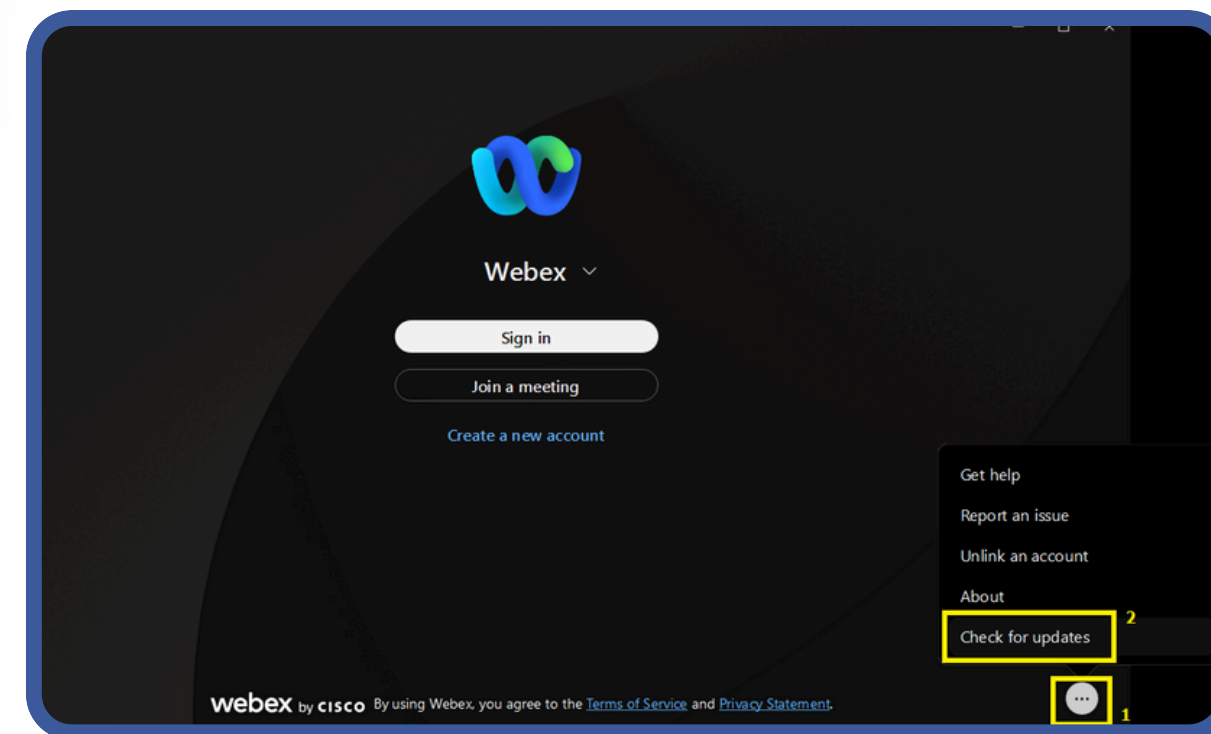 Webex
Sign in
Join a meeting
Create a new account
Get help
Report an issue
Unlink an account
About
Check for updates
2
webex by CISCO By using Webex, you agree to the Terms of Service and Privacy Statement.
1